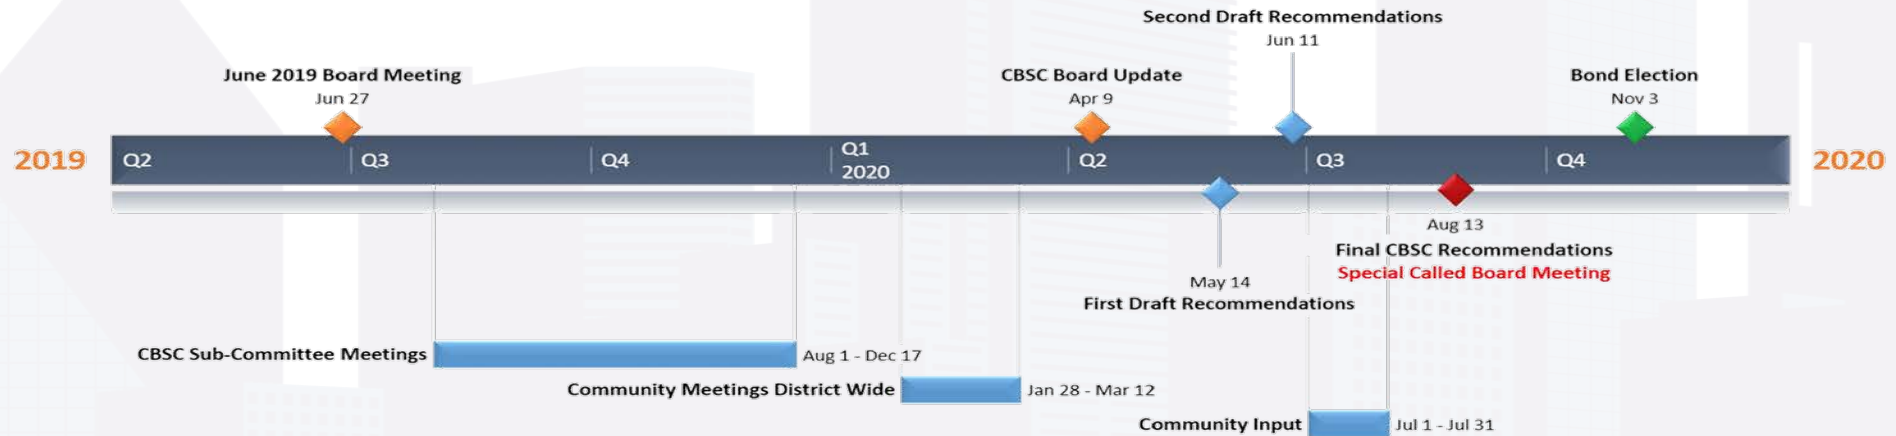 Second Draft Recommendations
Jun 11
June 2019 Board Meeting
Jun 27
CBSC Board Update
Apr 9
Bond Election
Nov 3
2019
Q2
Q3
Q4
Q1
2020
Q2
Q3
Q4
2020
Aug 13
Final CBSC Recommendations
Special Called Board Meeting
May 14
First Draft Recommendations
CBSC Sub-Committee Meetings
Aug 1 - Dec 17
Community Meetings District Wide
Jan 28 - Mar 12
Community Input
Jul 1 - Jul 31